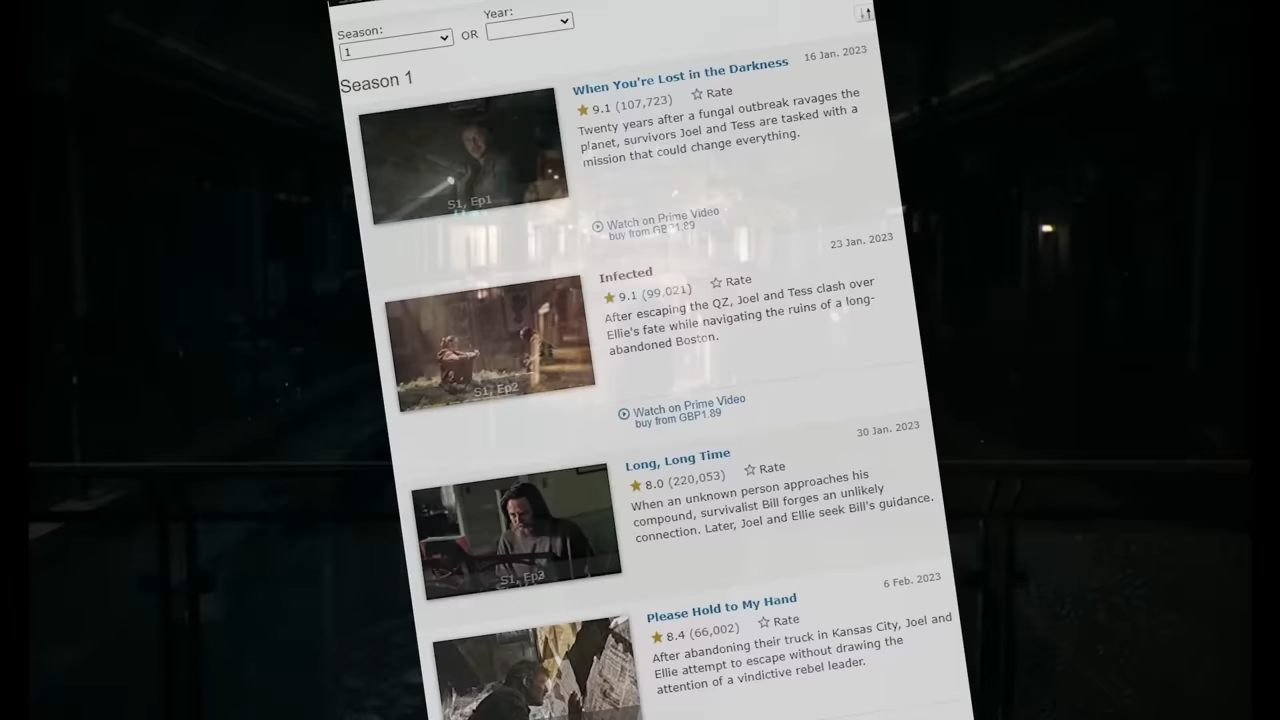 Season:
Year:
1
OR
Season 1
When You're Lost in the Darkness
16 Jan. 2023
9.1 (107,723)
Rate
Twenty years after a fungal outbreak ravages the
planet, survivors Joel and Tess are tasked with a
mission that could change everything.
S1, Ep1
Watch on Prime Video
buy from GBP1.89
23 Jan. 2023
Infected
9.1 (99,021)
Rate
After escaping the QZ, Joel and Tess clash over
Ellie's fate while navigating the ruins of a long-
abandoned Boston.
S1, Ep2
Watch on Prime Video
buy from GBP1.89
30 Jan. 2023
Long, Long Time
8.0 (220,053)
Rate
When an unknown person approaches his
compound, survivalist Bill forges an unlikely
connection. Later, Joel and Ellie seek Bill's guidance.
S1, Ep3
6 Feb. 2023
Please Hold to My Hand
8.4 (66,002)
Rate
After abandoning their truck in Kansas City, Joel and
Ellie attempt to escape without drawing the
attention of a vindictive rebel leader.